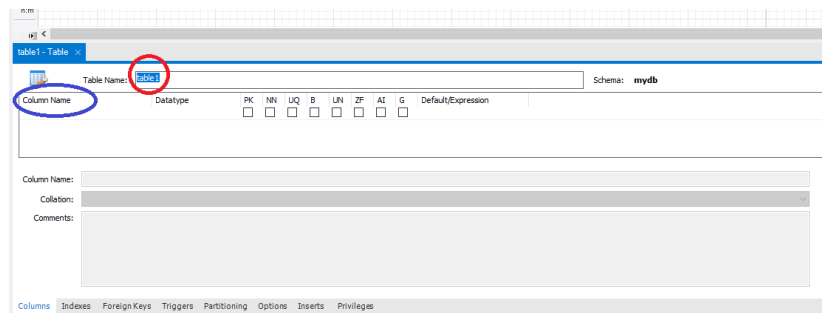 n:m
table1 - Table ×
Table Name: table1 Schema: mydb
Column Name Datatype PK NN UQ B UN ZF AI G Default/Expression
Column Name:
Collation:
Comments:
Columns Indexes Foreign Keys Triggers Partitioning Options Inserts Privileges